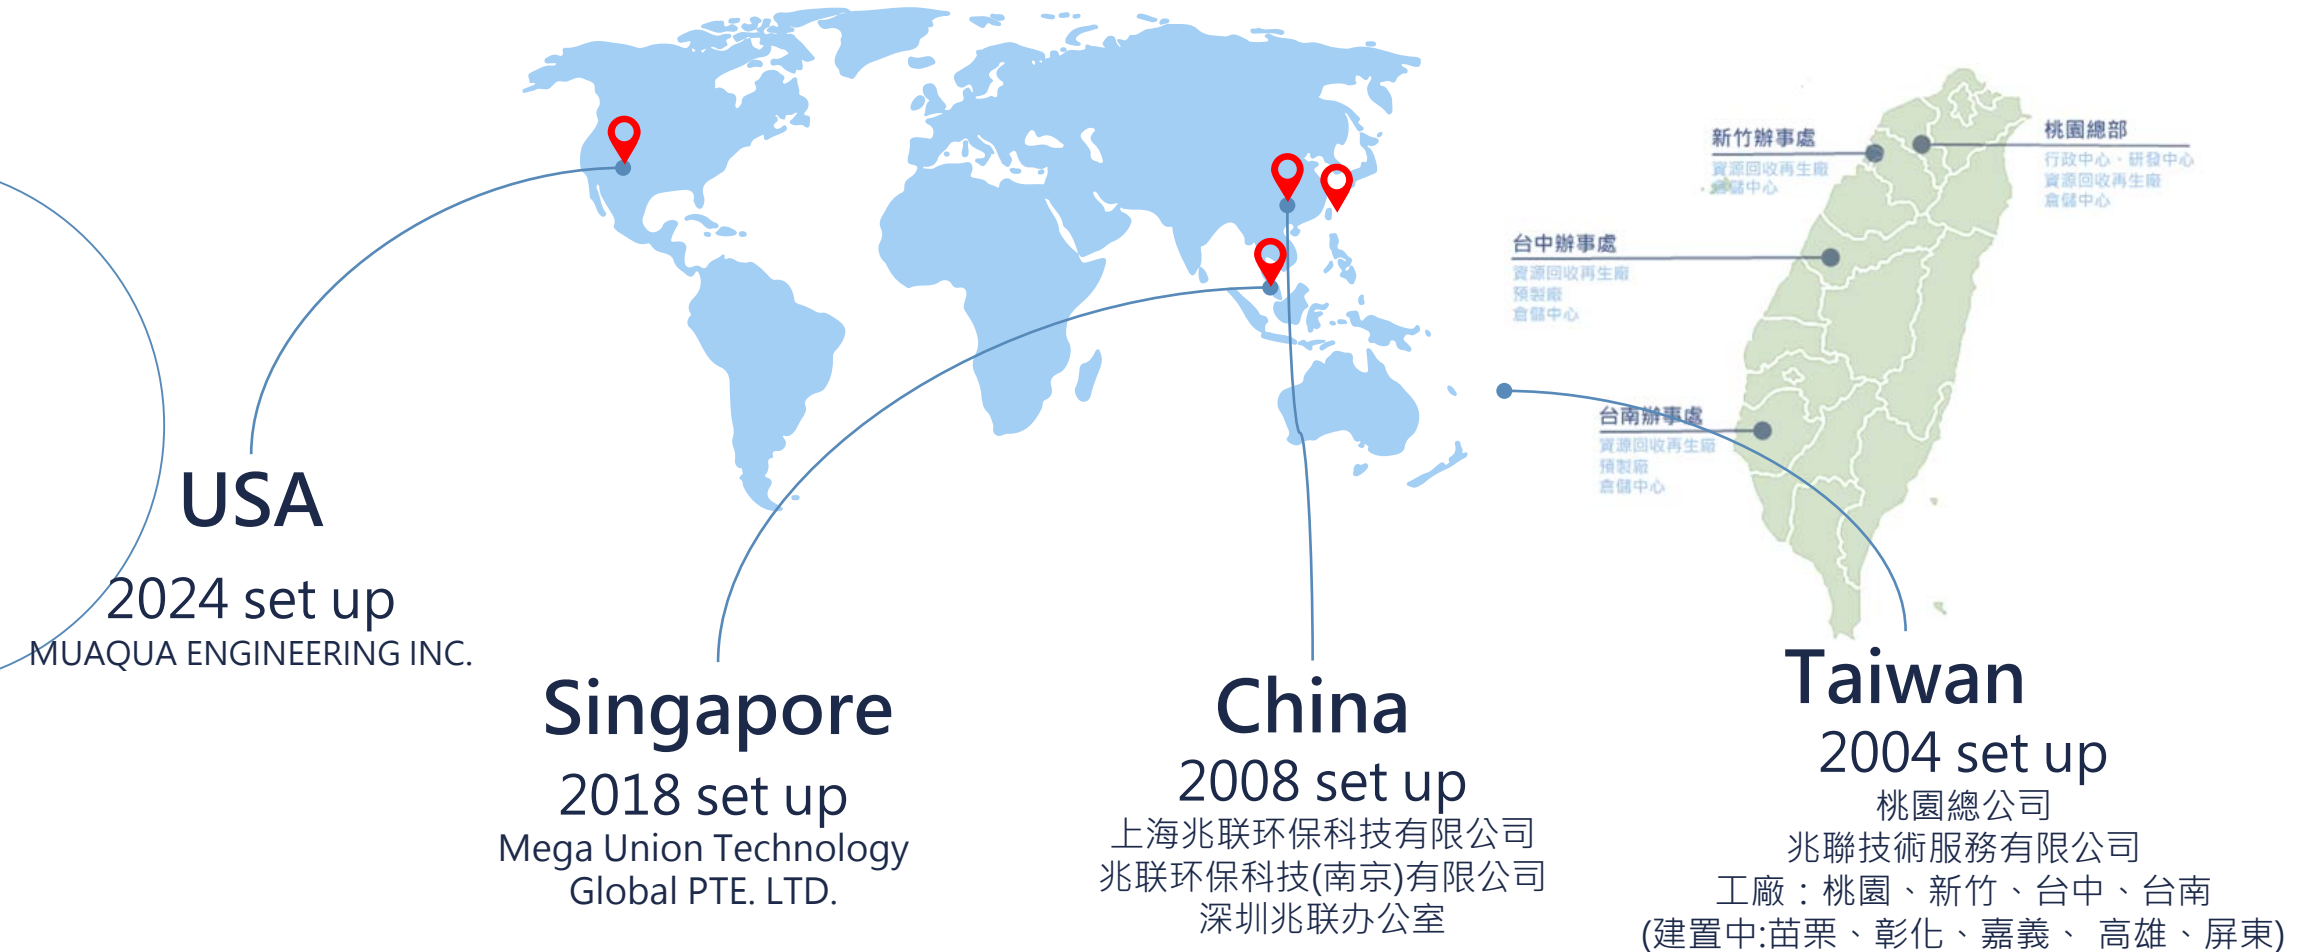 新竹辦事處
資源回收再生廠
倉儲中心
桃園總部
行政中心、研發中心
資源回收再生廠
倉儲中心
台中辦事處
資源回收再生廠
預製廠
倉儲中心
台南辦事處
資源回收再生廠
預製廠
倉儲中心
USA
2024 set up
MUAQUA ENGINEERING INC.
Singapore
2018 set up
Mega Union Technology
Global PTE. LTD.
China
2008 set up
上海兆联环保科技有限公司
兆联环保科技(南京)有限公司
深圳兆联办公室
Taiwan
2004 set up
桃園總公司
兆聯技術服務有限公司
工廠：桃園、新竹、台中、台南
(建置中:苗栗、彰化、嘉義、 高雄、屏東)